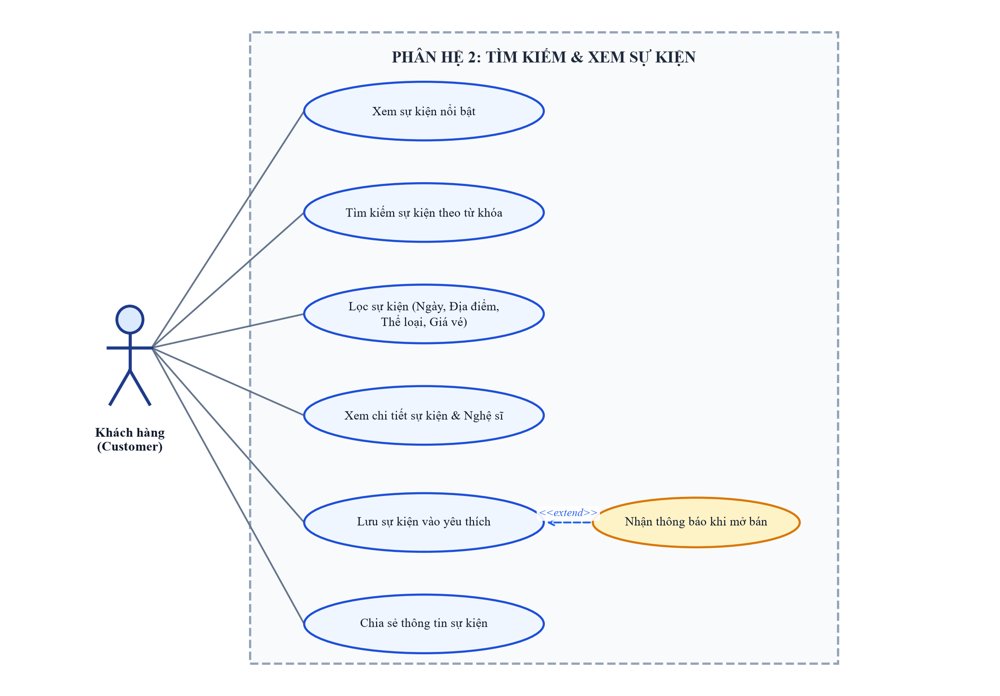 PHÂN HỆ 2: TÌM KIẾM & XEM SỰ KIỆN
Xem sự kiện nổi bật
Tìm kiếm sự kiện theo từ khóa
Lọc sự kiện (Ngày, Địa điểm,
Thể loại, Giá vé)
Xem chi tiết sự kiện & Nghệ sĩ
Khách hàng
(Customer)
Lưu sự kiện vào yêu thích
<<extend>>
Nhận thông báo khi mở bán
Chia sẻ thông tin sự kiện